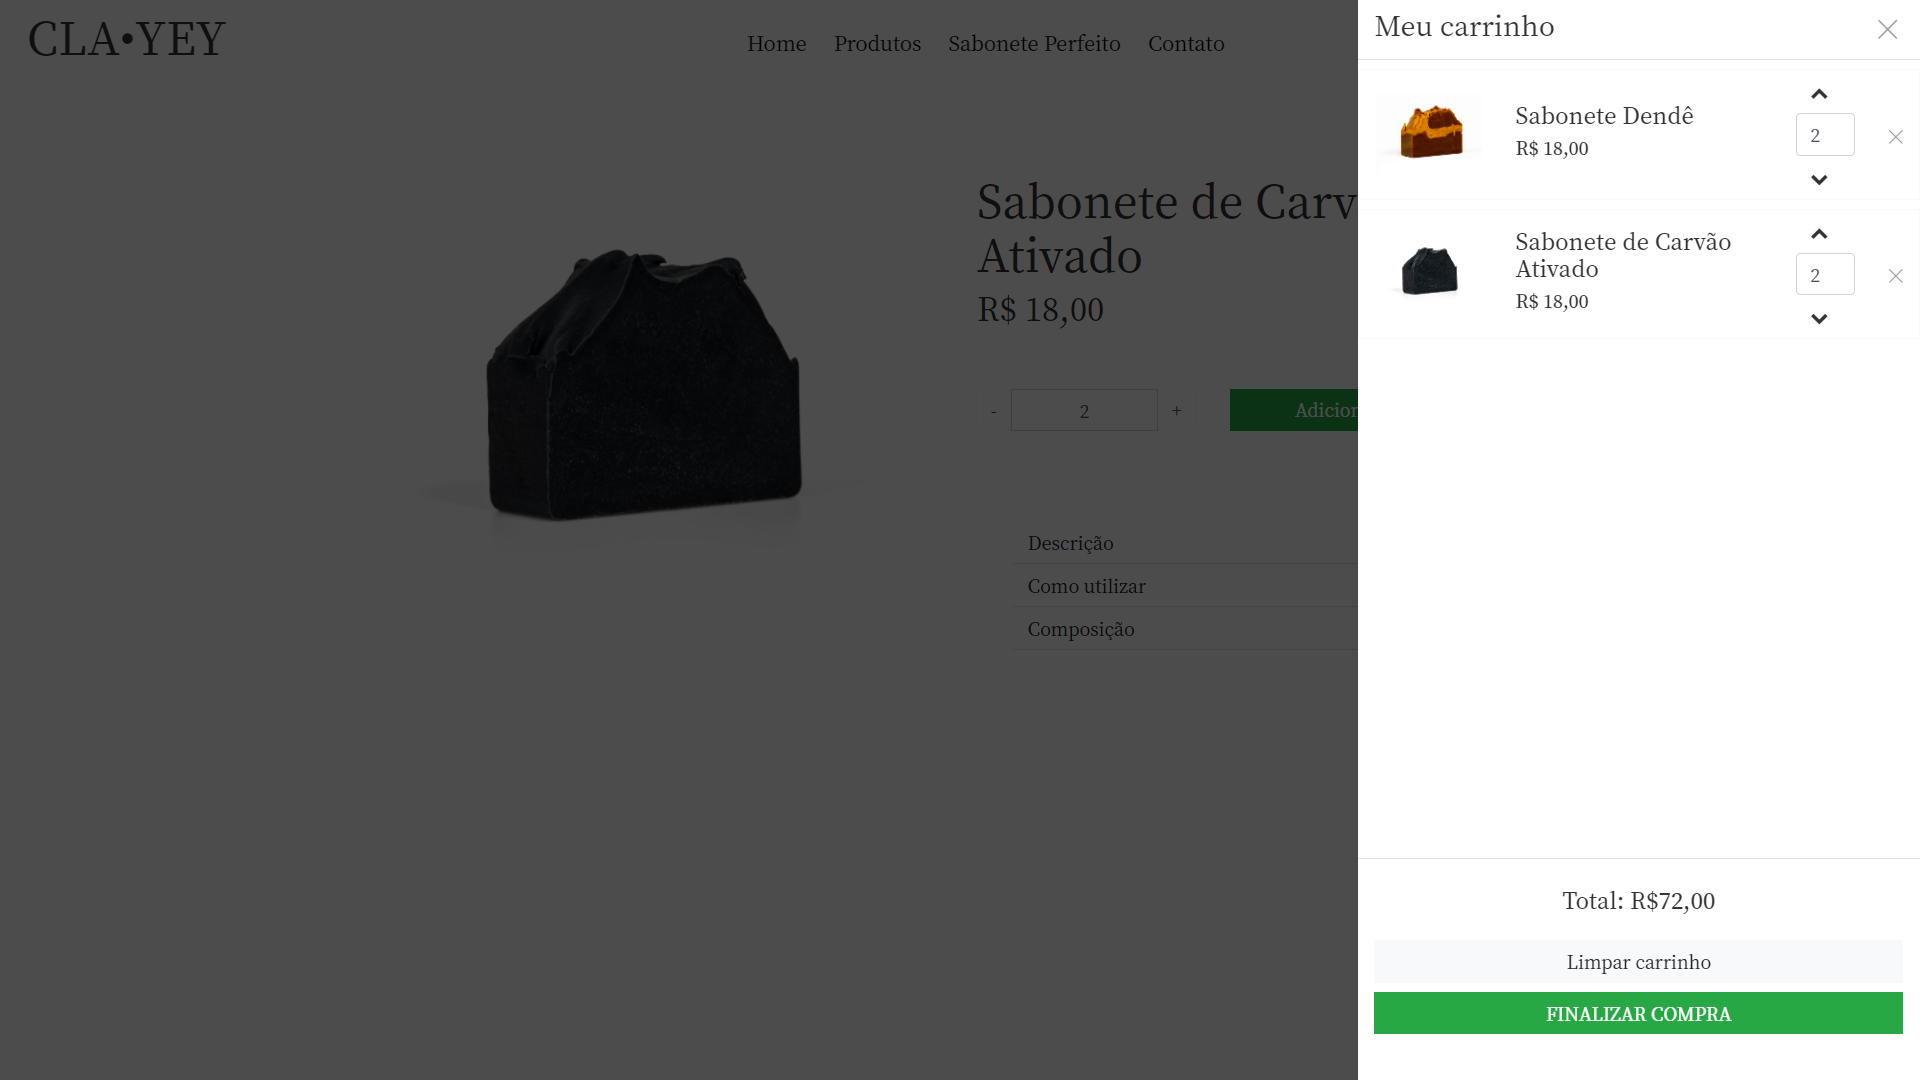 CLA•YEY
Home Produtos Sabonete Perfeito Contato
Sabonete de Carv
Ativado
R$ 18,00
- 2 + Adicion
Descrição
Como utilizar
Composição
Meu carrinho
Sabonete Dendê
R$ 18,00
2
Sabonete de Carvão
Ativado
R$ 18,00
2
Total: R$72,00
Limpar carrinho
FINALIZAR COMPRA